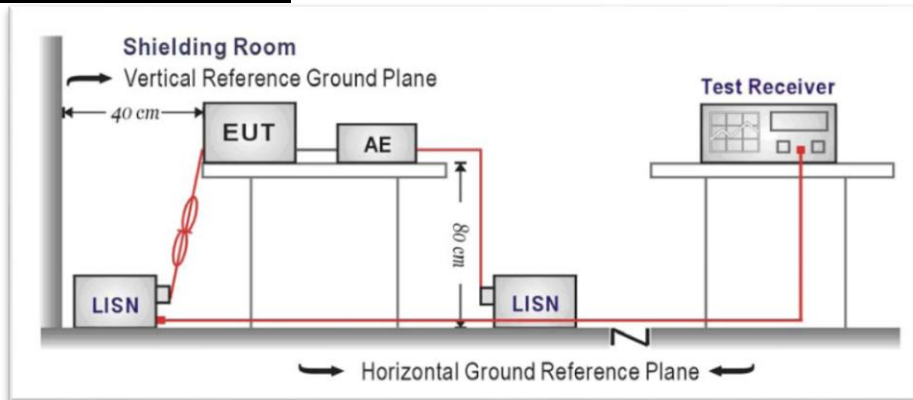 Shielding Room
Vertical Reference Ground Plane
40 cm
EUT
AE
Test Receiver
80 cm
LISN
LISN
Horizontal Ground Reference Plane